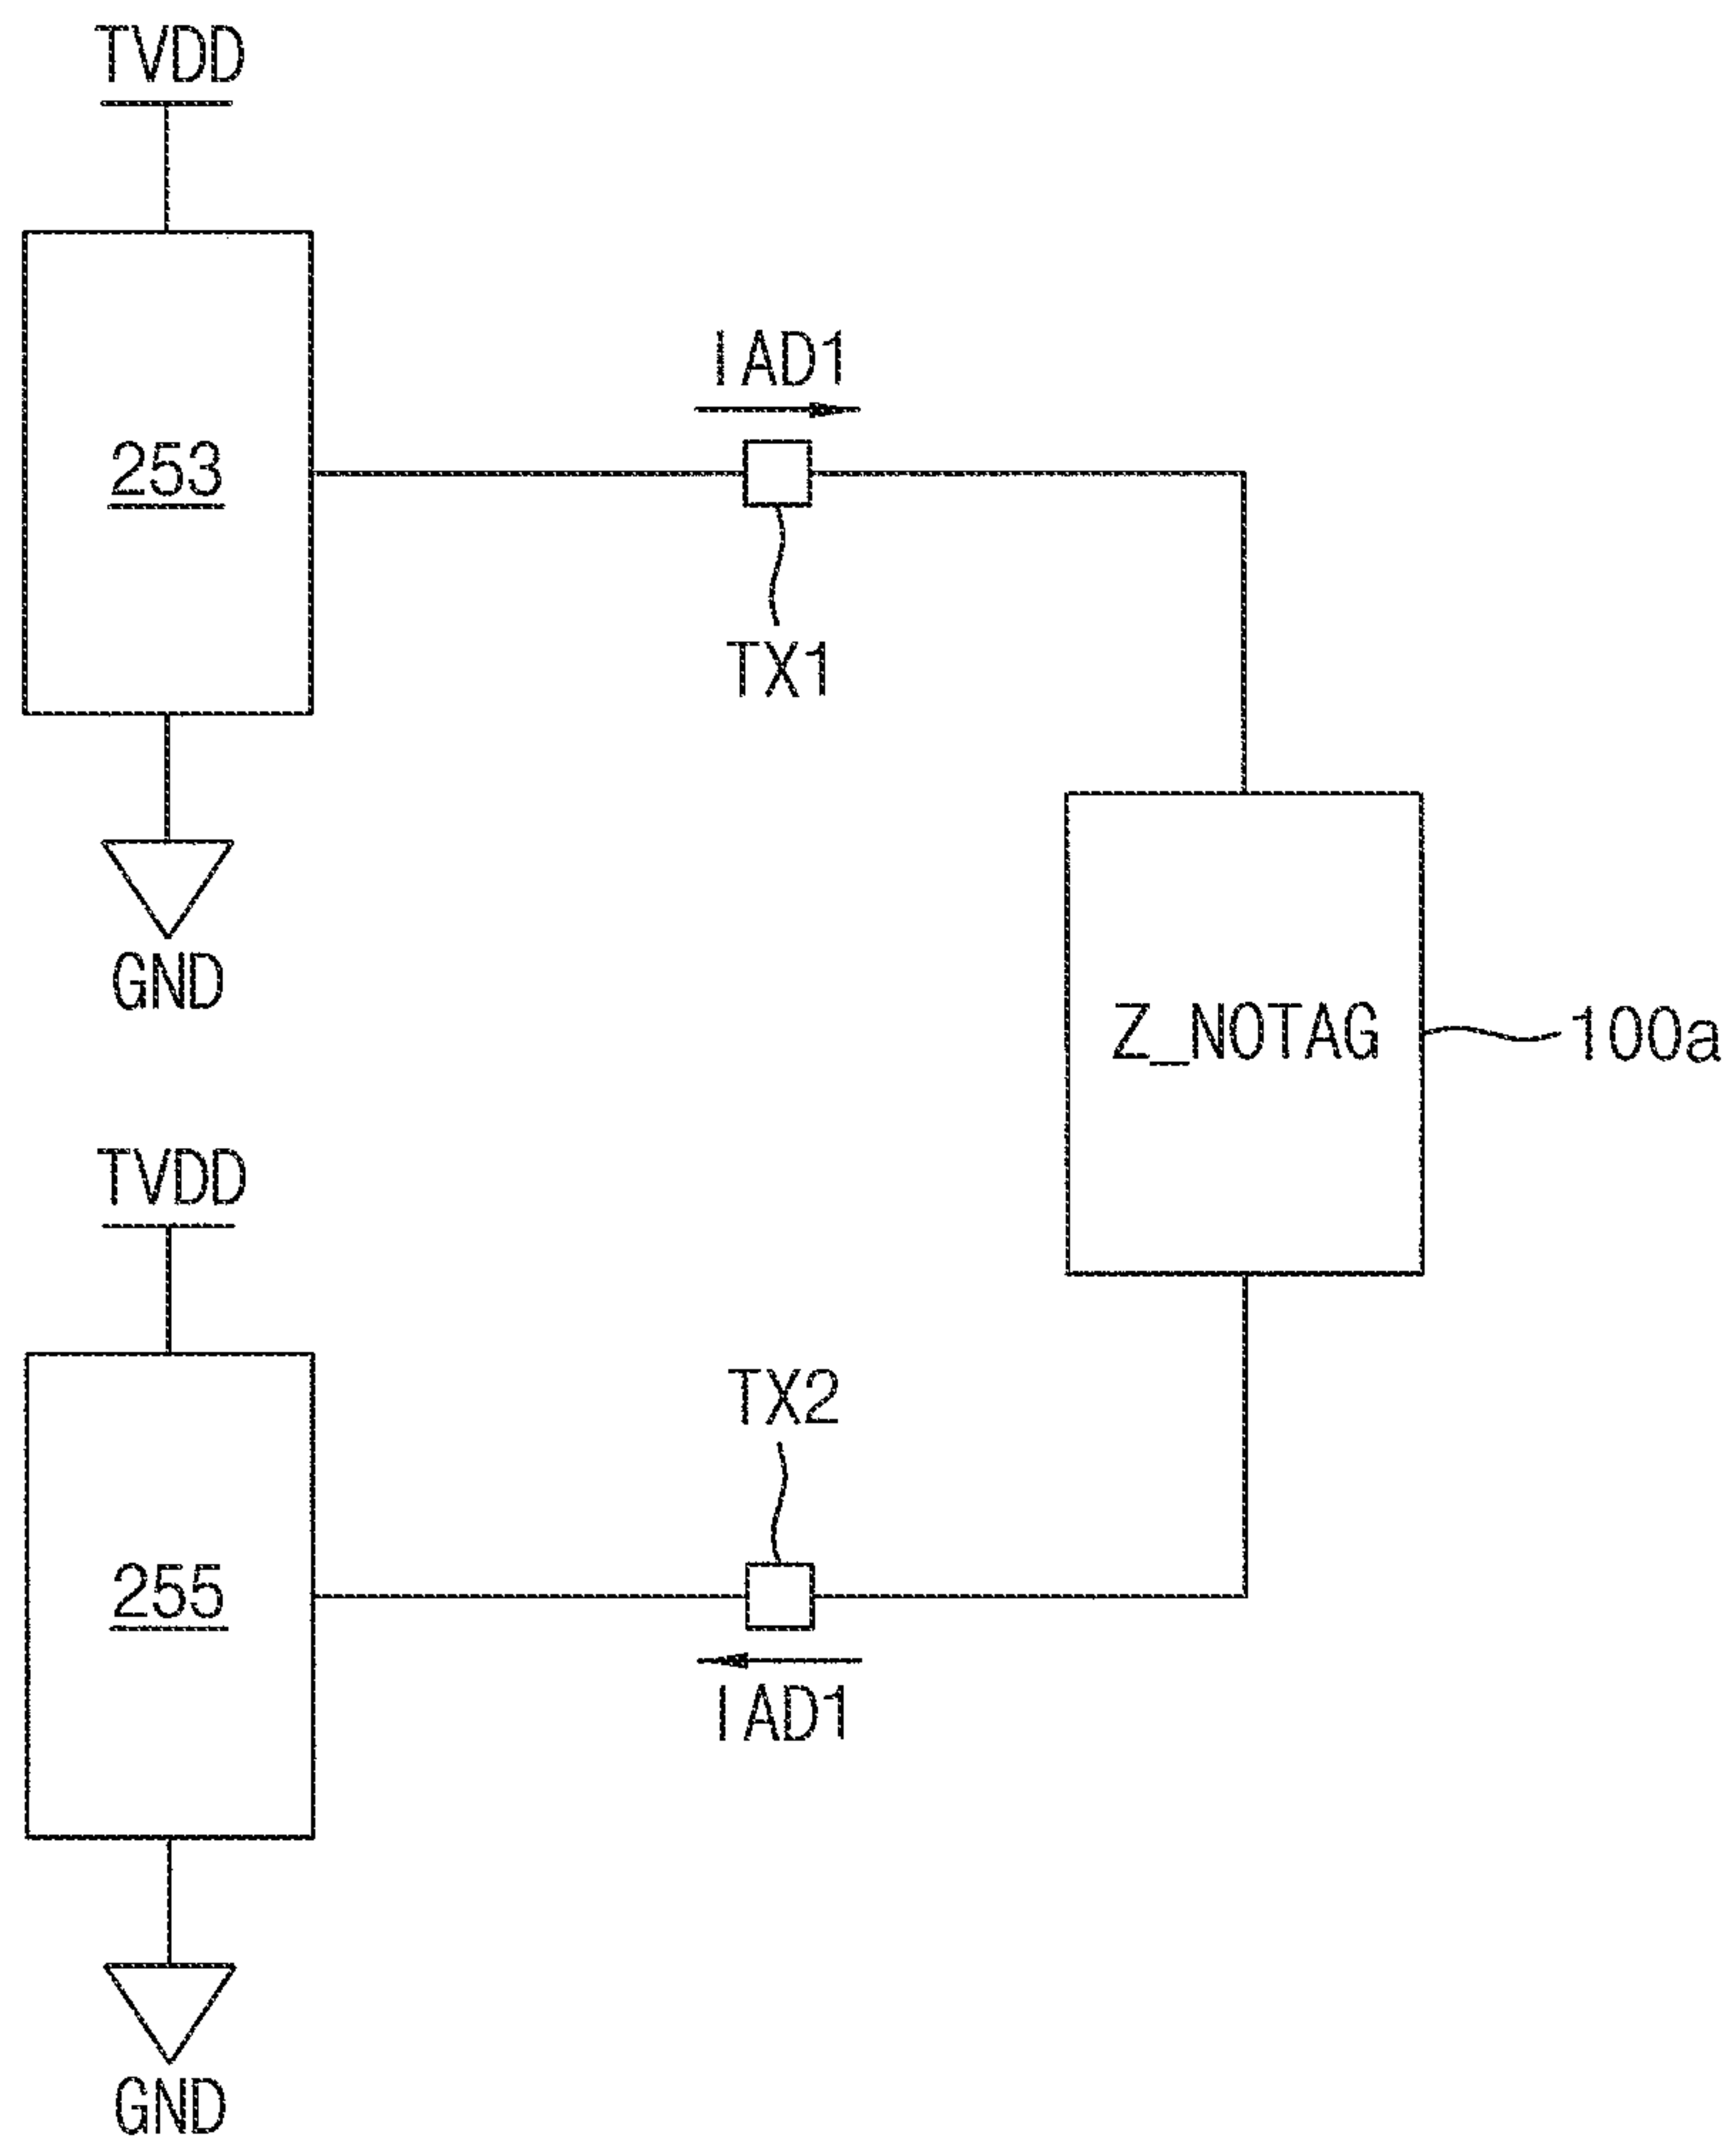 TVDD
IAD1
253
TX1
GND
Z_NOTAG
100a
TVDD
TX2
255
IAD1
GND